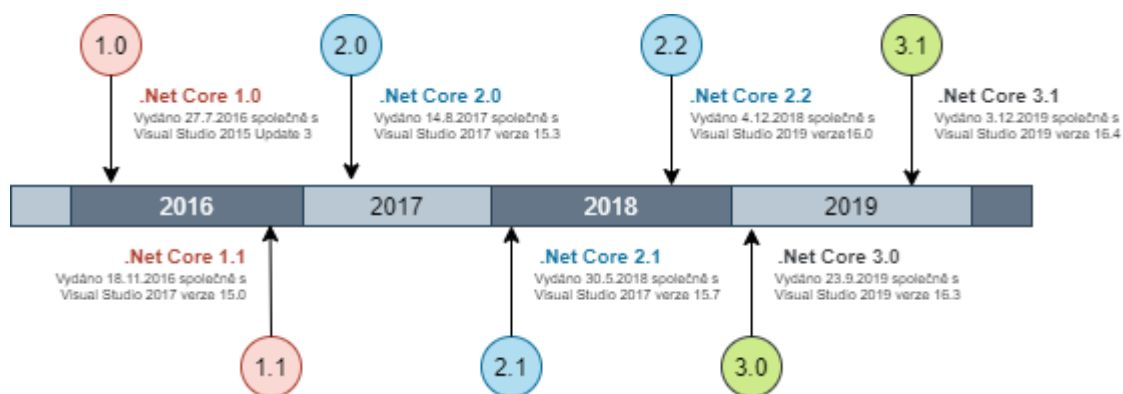 1.0
2.0
2.2
3.1
.Net Core 1.0
Vydáno 27.7.2016 společně s
Visual Studio 2015 Update 3
.Net Core 2.0
Vydáno 14.8.2017 společně s
Visual Studio 2017 verze 15.3
.Net Core 2.2
Vydáno 4.12.2018 společně s
Visual Studio 2019 verze16.0
.Net Core 3.1
Vydáno 3.12.2019 společně s
Visual Studio 2019 verze 16.4
2016
2017
2018
2019
.Net Core 1.1
Vydáno 18.11.2016 společně s
Visual Studio 2017 verze 15.0
.Net Core 2.1
Vydáno 30.5.2018 společně s
Visual Studio 2017 verze 15.7
.Net Core 3.0
Vydáno 23.9.2019 společně s
Visual Studio 2019 verze 16.3
1.1
2.1
3.0